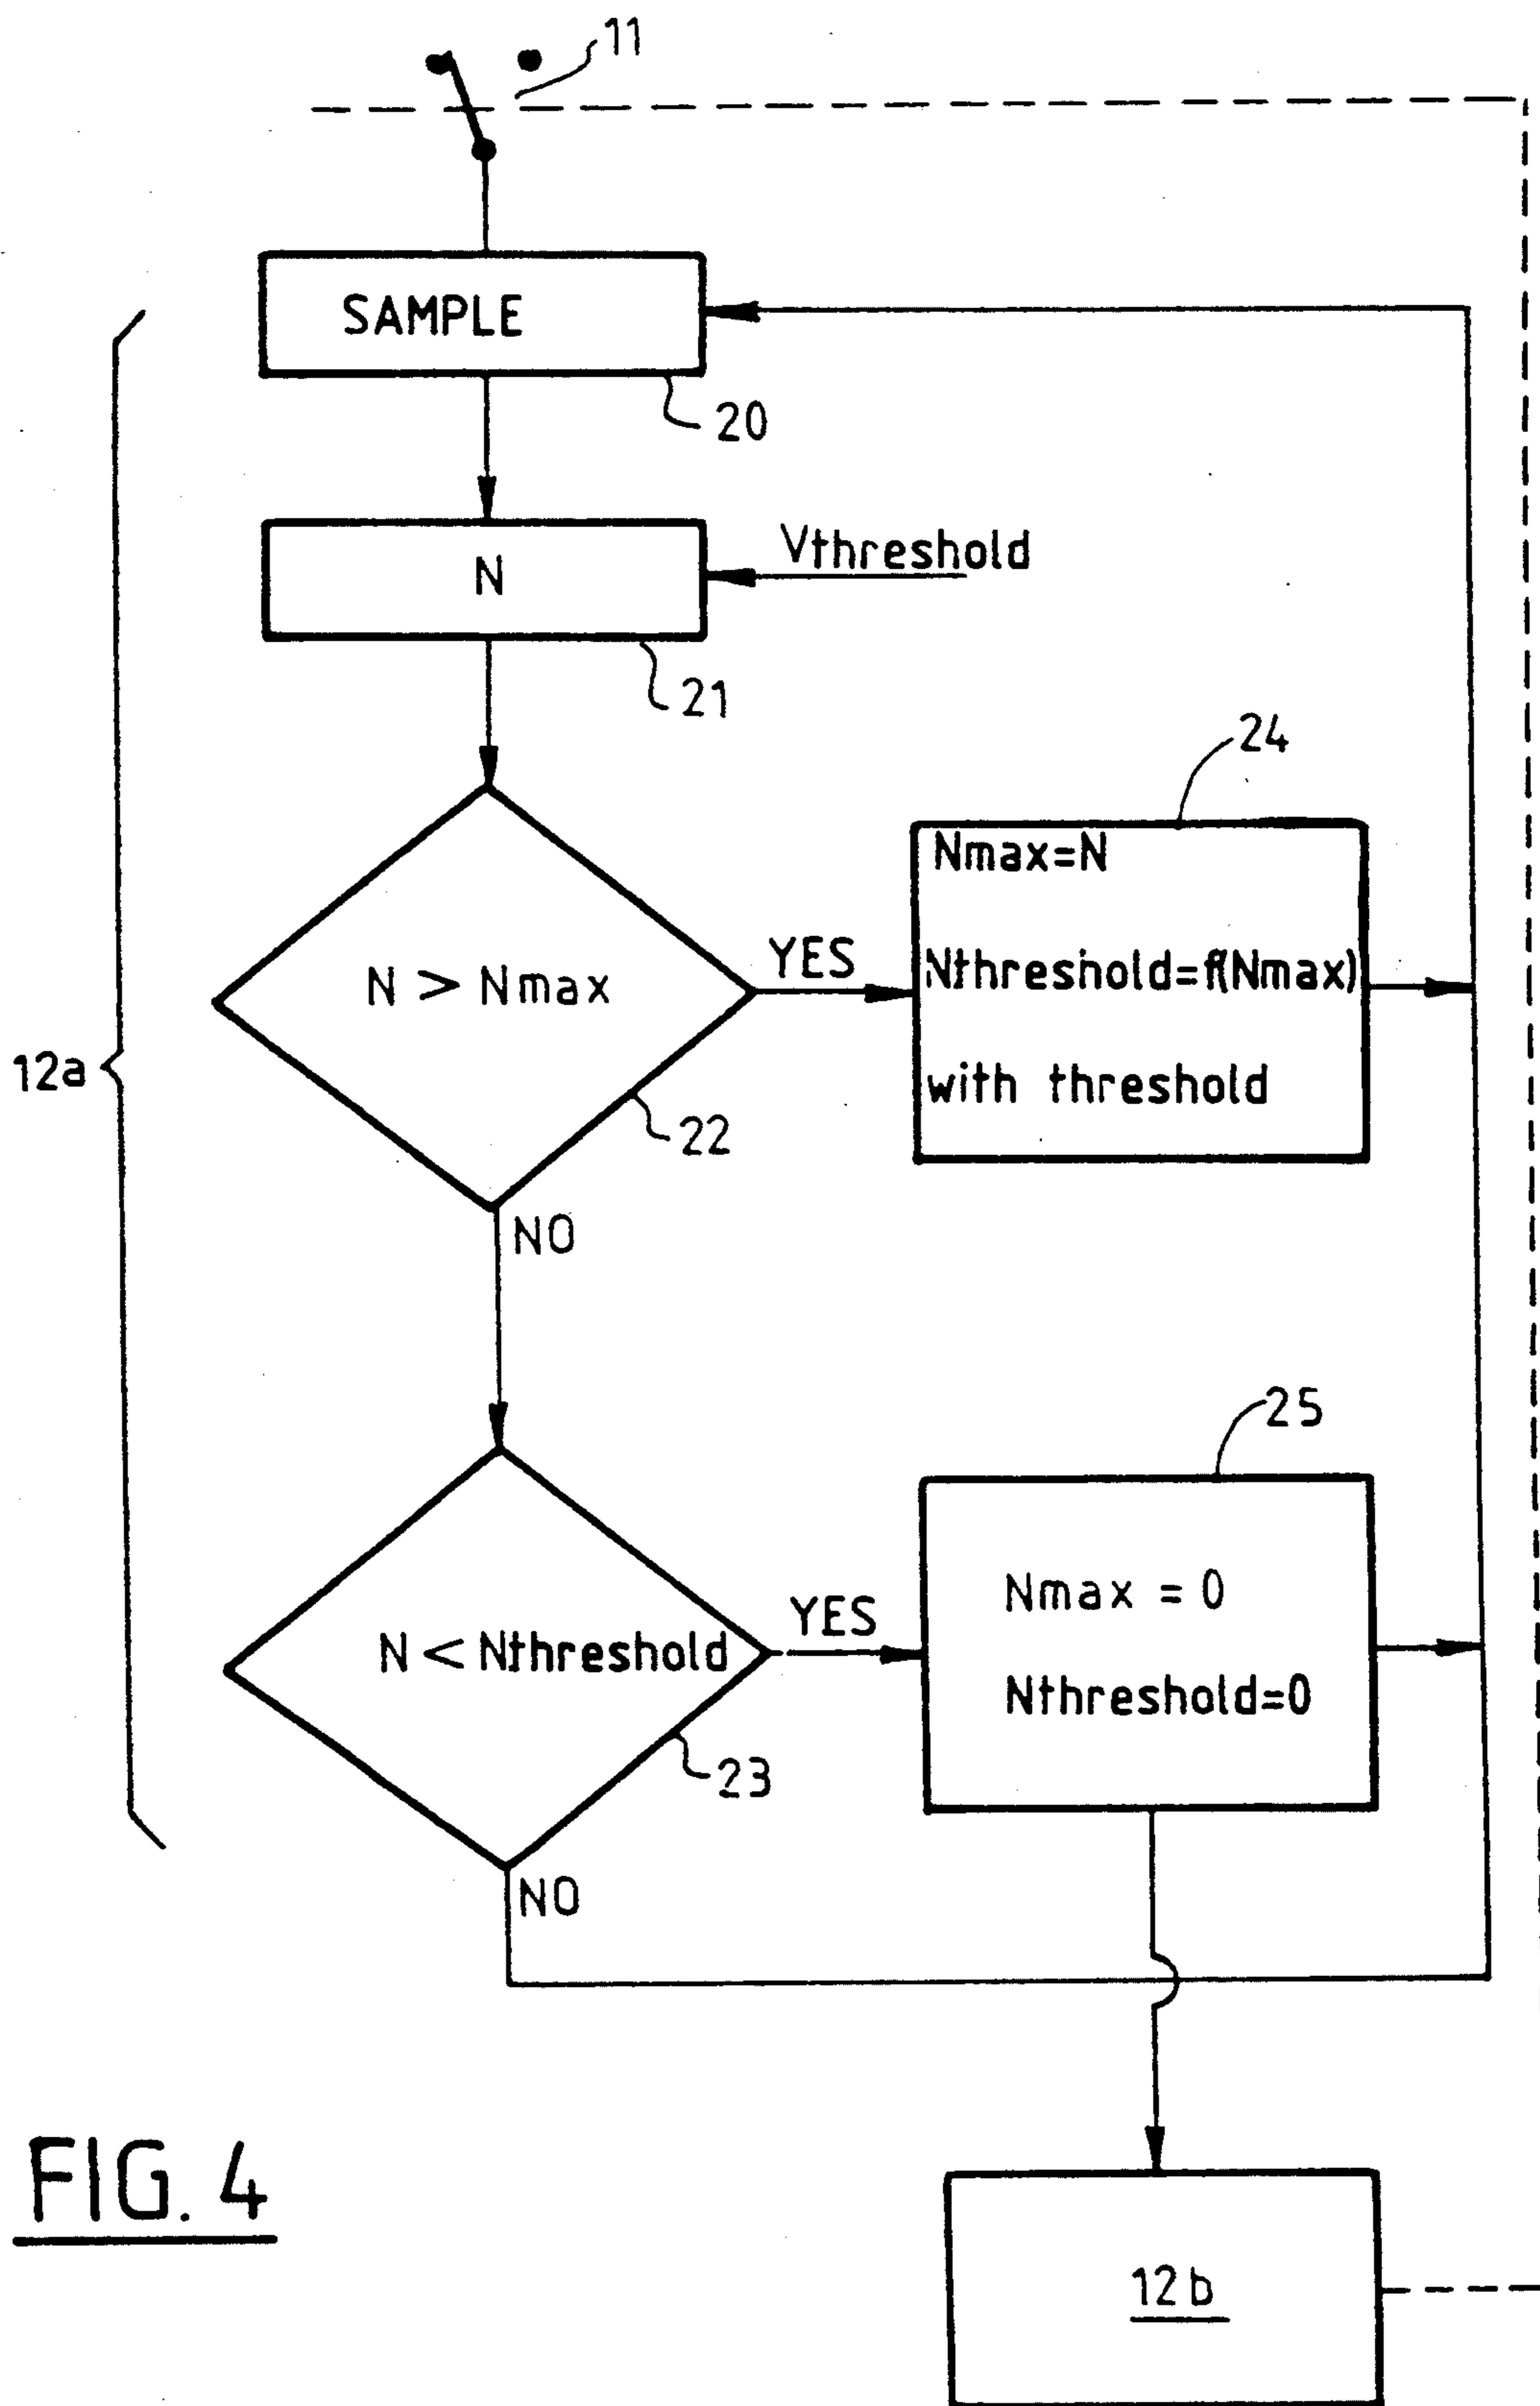 11
SAMPLE
20
Vthreshold
N
21
24
Nmax=N
Nthreshold=f(Nmax)
with threshold
YES
N > Nmax
12a
22
NO
25
Nmax = 0
YES
N < Nthreshold
Nthreshold=0
23
NO
FIG. 4
12b